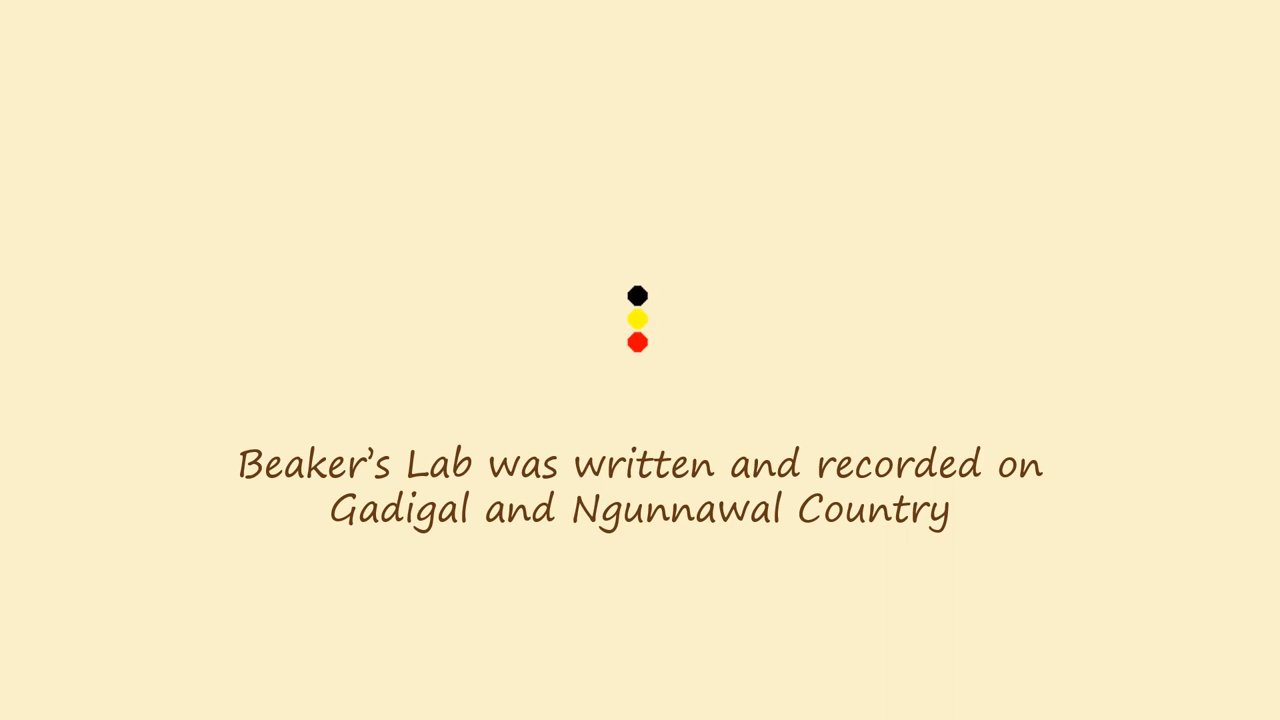 Beaker’s Lab was written and recorded on
Gadigal and Ngunnawal Country